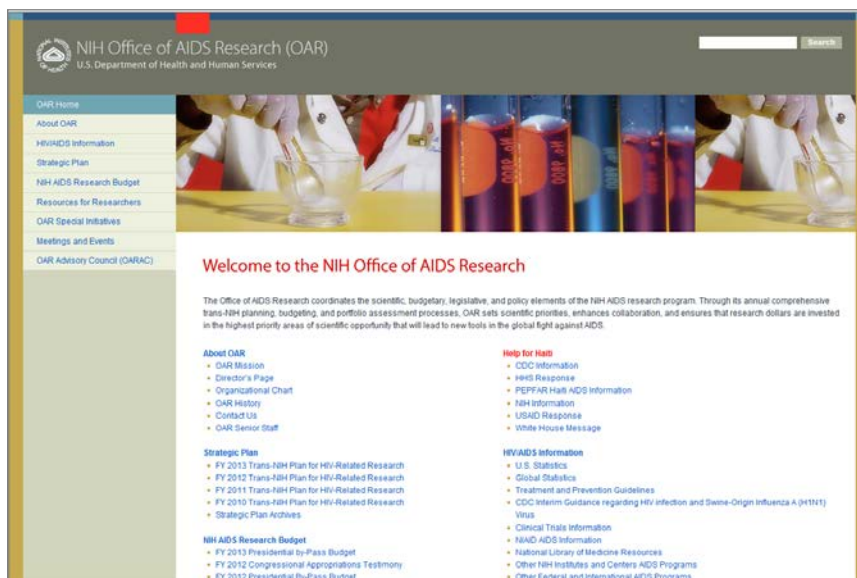 NIH Office of AIDS Research (OAR)
U.S. Department of Health and Human Services
Search
OAR Home
About OAR
HIV/AIDS Information
Strategic Plan
NIH AIDS Research Budget
Resources for Researchers
OAR Special Initiatives
Meetings and Events
OAR Advisory Council (OARAC)
Welcome to the NIH Office of AIDS Research
The Office of AIDS Research coordinates the scientific, budgetary, legislative, and policy elements of the NIH AIDS research program. Through its annual comprehensive
trans-NIH planning, budgeting, and portfolio assessment processes, OAR sets scientific priorities, enhances collaboration, and ensures that research dollars are invested
in the highest priority areas of scientific opportunity that will lead to new tools in the global fight against AIDS.
About OAR
OAR Mission
Director's Page
Organizational Chart
OAR History
Contact Us
OAR Senior Staff
Strategic Plan
FY 2013 Trans-NIH Plan for HIV-Related Research
FY 2012 Trans-NIH Plan for HIV-Related Research
FY 2011 Trans-NIH Plan for HIV-Related Research
FY 2010 Trans-NIH Plan for HIV-Related Research
Strategic Plan Archives
NIH AIDS Research Budget
FY 2013 Presidential by-Pass Budget
FY 2012 Congressional Appropriations Testimony
FY 2012 Presidential By-Pass Budget
Help for Haiti
CDC Information
HHS Response
PEPFAR Haiti AIDS Information
NIH Information
USAID Response
White House Message
HIV/AIDS Information
U.S. Statistics
Global Statistics
Treatment and Prevention Guidelines
CDC Interim Guidance regarding HIV infection and Swine-Origin Influenza A (H1N1)
Virus
Clinical Trials Information
NIAID AIDS Information
National Library of Medicine Resources
Other NIH Institutes and Centers AIDS Programs
Other Federal and International AIDS Programs